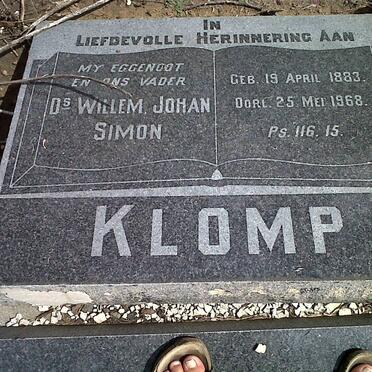 IN
LIEFDEVOLLE HERINNERING AAN
MY EGGENOOT
EN ONS VADER
DS WILLEM, JOHAN
SIMON
GEB. 19 APRIL 1883.
OORL. 25 MEI 1968.
PS. 116, 15.
KLOMP